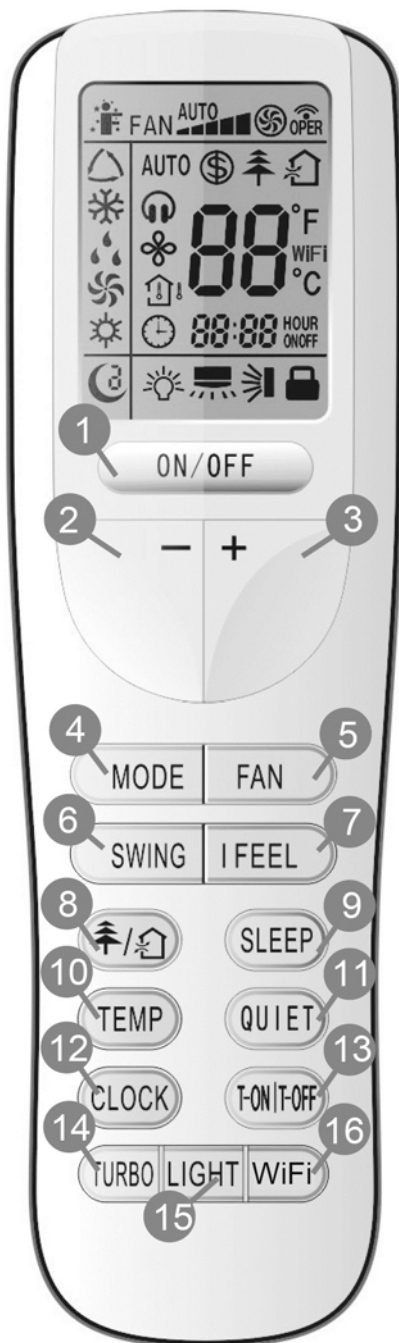 FAN AUTO OPER
AUTO
88 °F
WiFi
°C
88:88 HOUR
ON OFF
1
ON/OFF
2 3
- +
4 5
MODE FAN
6 7
SWING I FEEL
8 9
/ SLEEP
10 11
TEMP QUIET
12 13
CLOCK T-ON|T-OFF
14 16
TURBO LIGHT WiFi
15